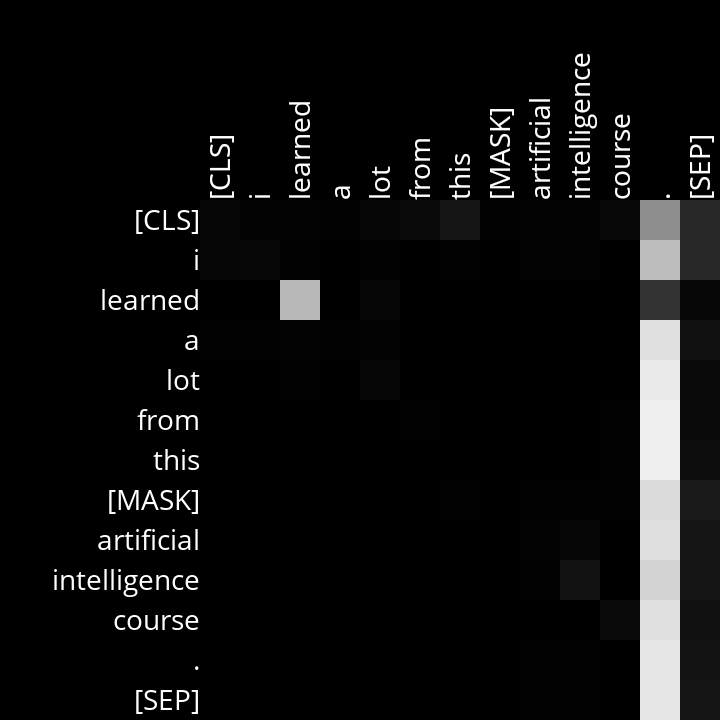 [CLS] i learned a lot from this [MASK] artificial intelligence course . [SEP]
[CLS]
i
learned
a
lot
from
this
[MASK]
artificial
intelligence
course
.
[SEP]